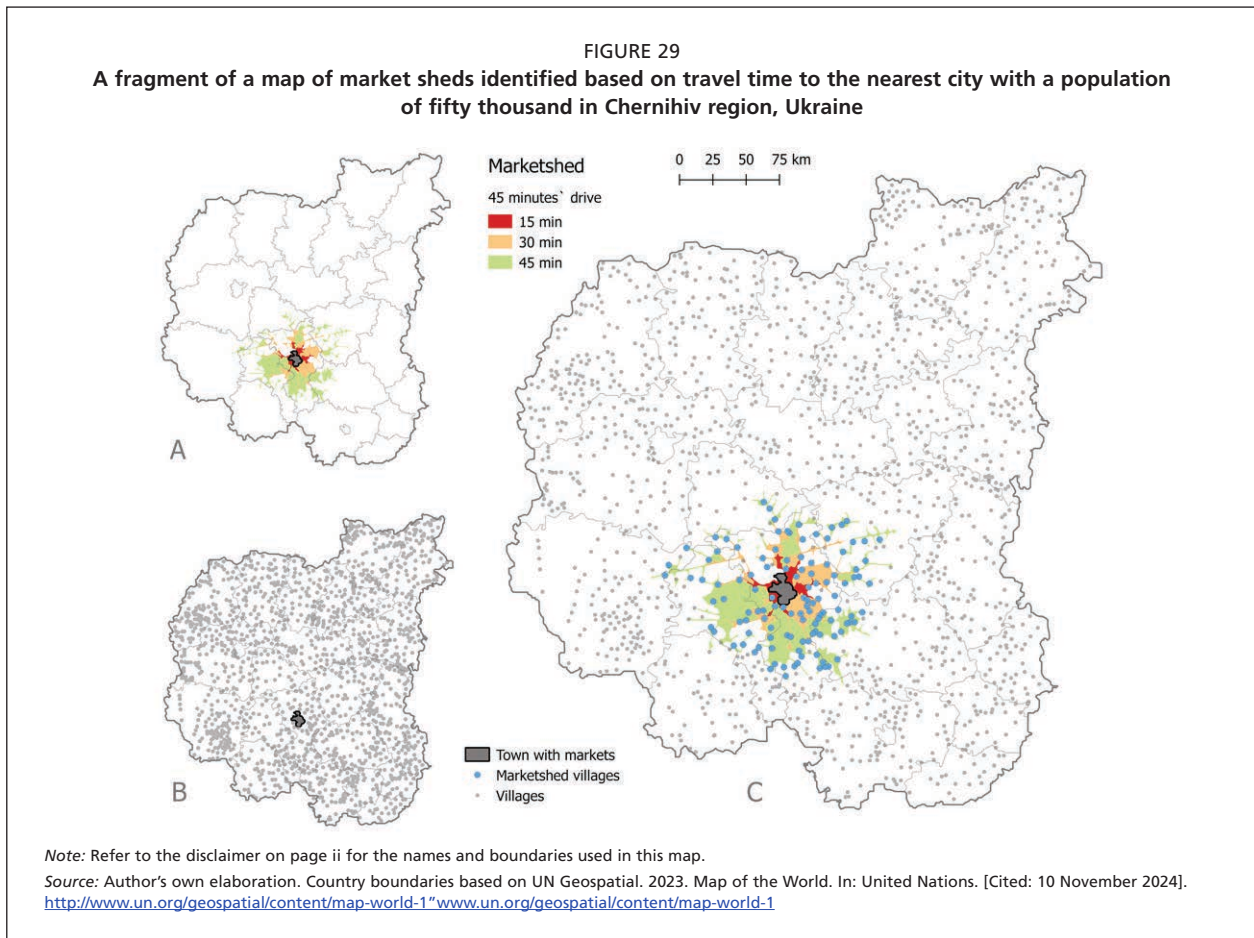 FIGURE 29
A fragment of a map of market sheds identified based on travel time to the nearest city with a population
of fifty thousand in Chernihiv region, Ukraine
Marketshed
45 minutes` drive
15 min
30 min
45 min
0 25 50 75 km
A
B
Town with markets
Marketshed villages
Villages
C
Note: Refer to the disclaimer on page ii for the names and boundaries used in this map.
Source: Author's own elaboration. Country boundaries based on UN Geospatial. 2023. Map of the World. In: United Nations. [Cited: 10 November 2024].
http://www.un.org/geospatial/content/map-world-1"www.un.org/geospatial/content/map-world-1